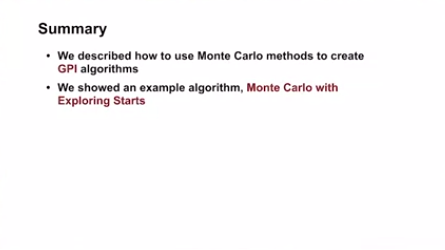 Summary
• We described how to use Monte Carlo methods to create
GPI algorithms
• We showed an example algorithm, Monte Carlo with
Exploring Starts